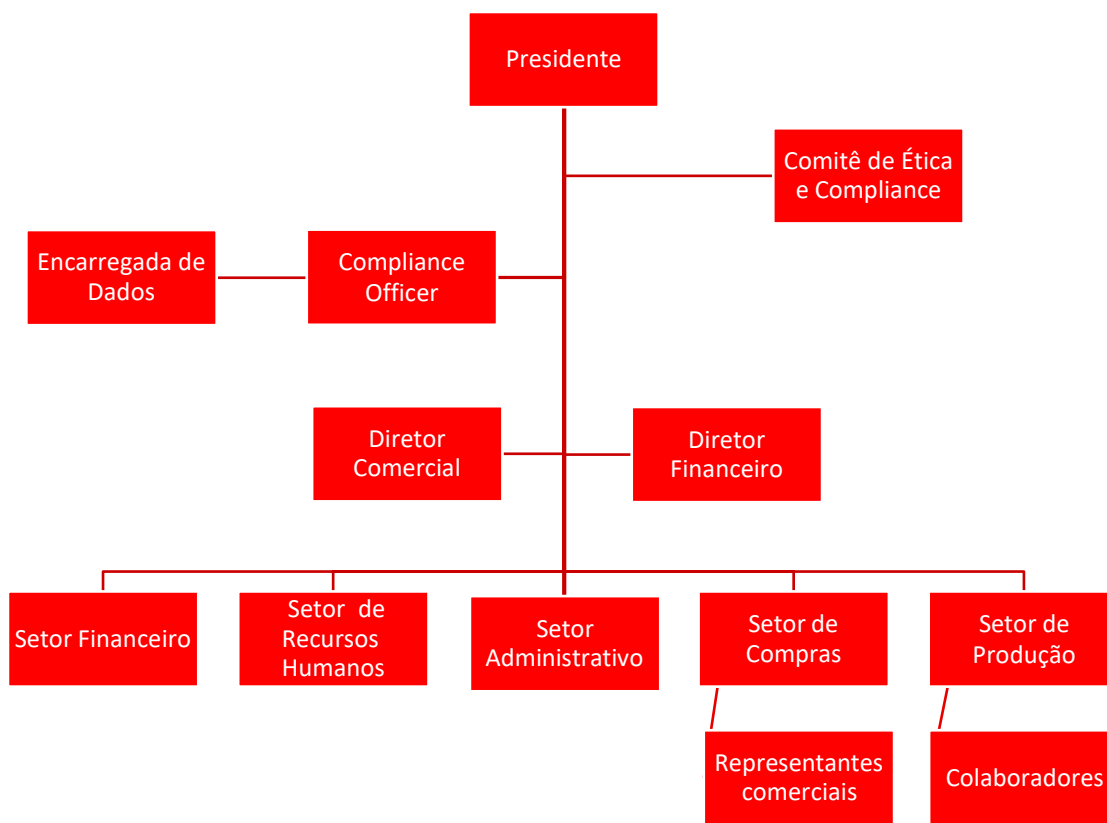 Presidente
Comitê de Ética
e Compliance
Encarregada de
Dados
Compliance
Officer
Diretor
Comercial
Diretor
Financeiro
Setor Financeiro
Setor de
Recursos
Humanos
Setor
Administrativo
Setor de
Compras
Setor de
Produção
Representantes
comerciais
Colaboradores